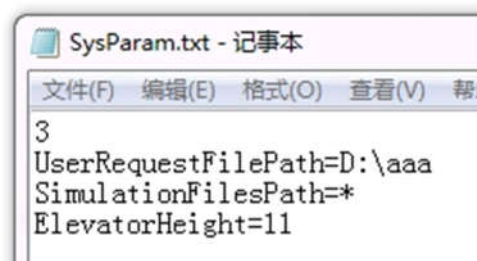 SysParam.txt - 记事本
文件(F) 编辑(E) 格式(O) 查看(V) 帮
3
UserRequestFilePath=D:\aaa
SimulationFilesPath=*
ElevatorHeight=11